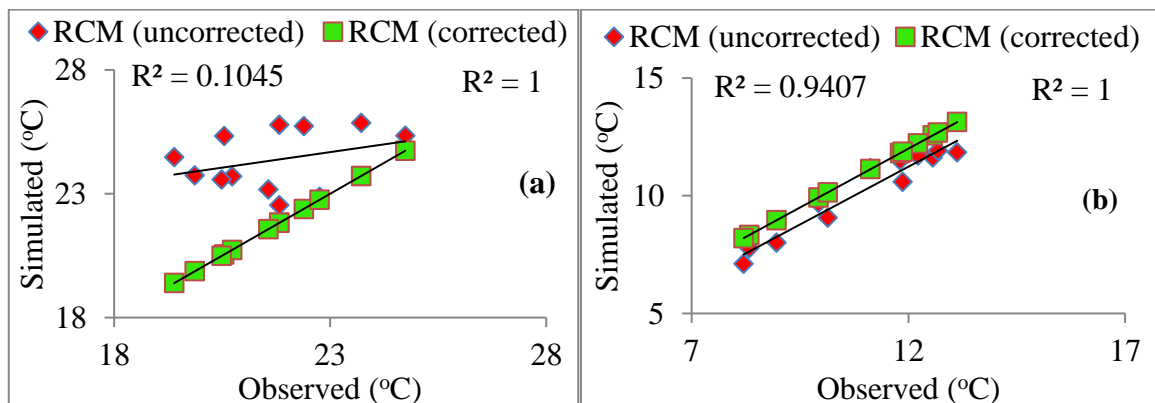 RCM (uncorrected) RCM (corrected)
28
R² = 0.1045 R² = 1
23
(a)
18
18 23 28
Simulated (ºC)
Observed (ºC)
RCM (uncorrected) RCM (corrected)
15
R² = 0.9407 R² = 1
10
(b)
5
7 12 17
Simulated (ºC)
Observed (ºC)